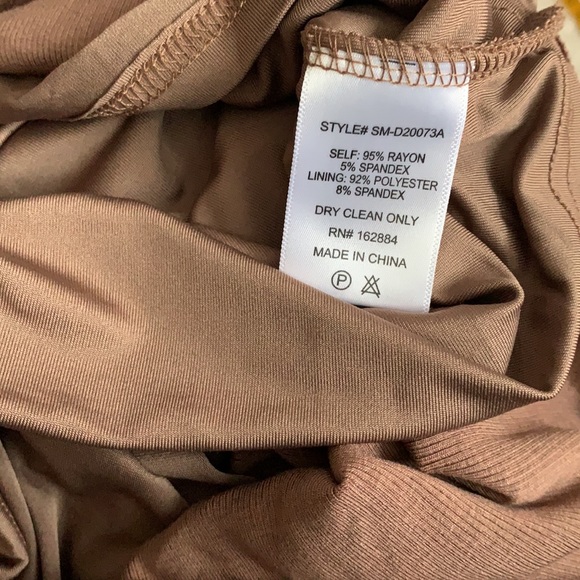 STYLE# SM-D20073A
SELF: 95% RAYON
5% SPANDEX
LINING: 92% POLYESTER
8% SPANDEX
DRY CLEAN ONLY
RN# 162884
MADE IN CHINA
P